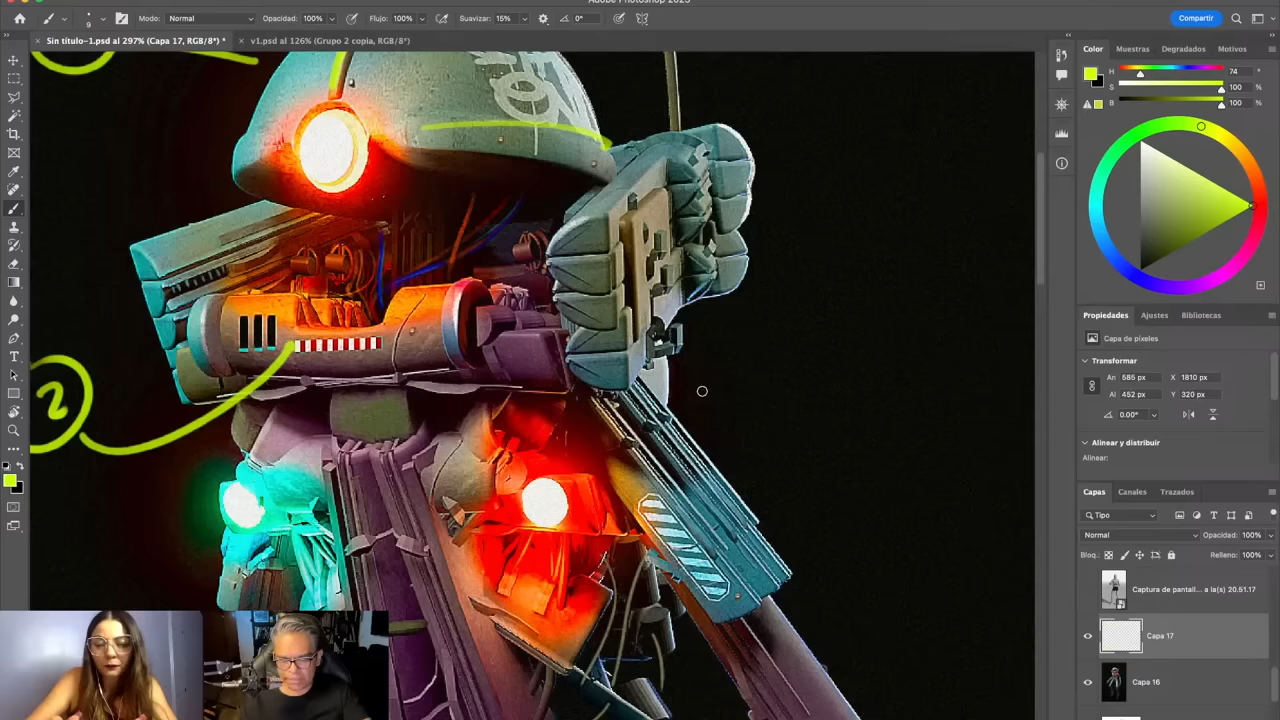 Adobe Photoshop 2023
Modo: Normal Opacidad: 100% Flujo: 100% Suavizar: 15% 0° Compartir
9
Sin título-1.psd al 297% (Capa 17, RGB/8*) * × v1.psd al 126% (Grupo 2 copia, RGB/8*)
Color Muestras Degradados Motivos
H 74 °
S 100 %
B 100 %
Propiedades Ajustes Bibliotecas
Capa de píxeles
Transformar
An 585 px X 1810 px
Al 452 px Y 320 px
0.00°
Alinear y distribuir
Alinear:
Capas Canales Trazados
Tipo
Normal Opacidad: 100%
Bloq.: Relleno: 100%
Captura de pantall... a la(s) 20.51.17
Capa 17
Capa 16
2